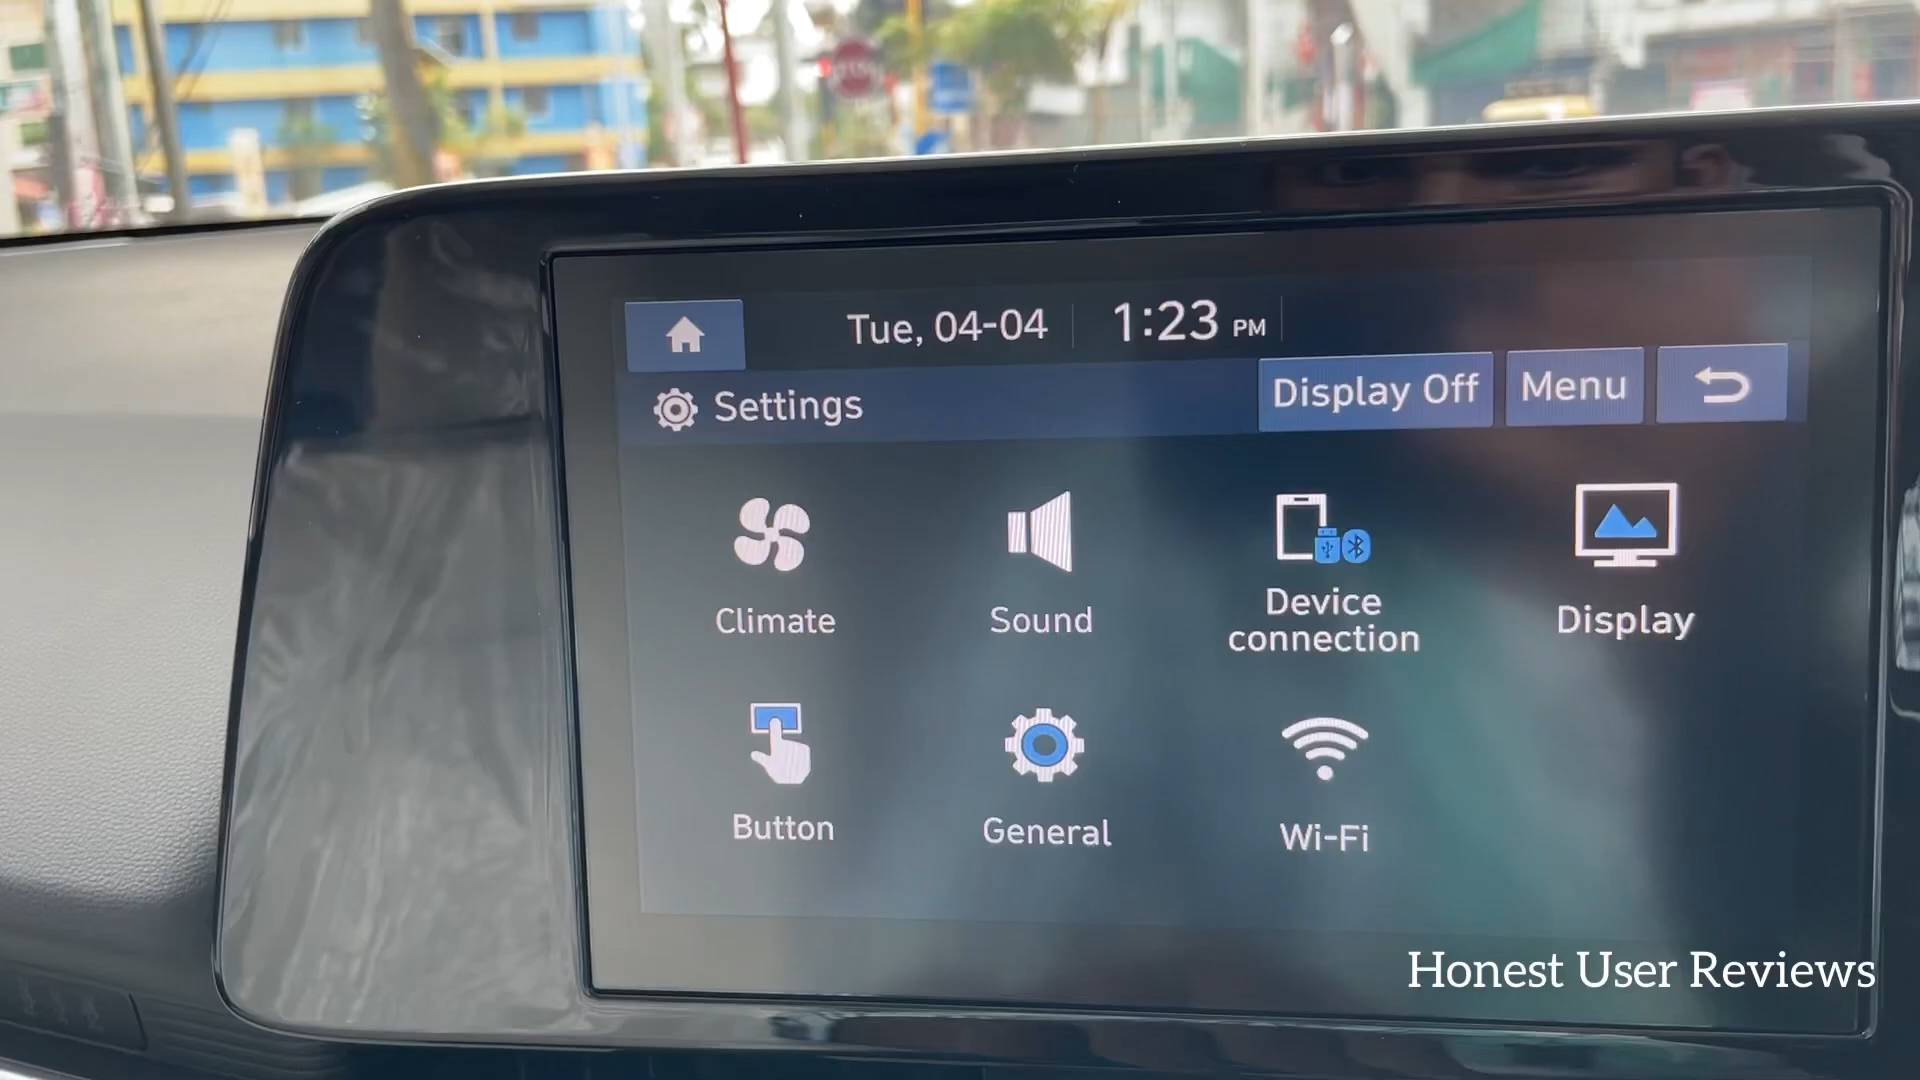 STOP
Tue, 04-04 1:23 PM
Settings Display Off Menu
Climate Sound Device connection Display
Button General Wi-Fi
Honest User Reviews